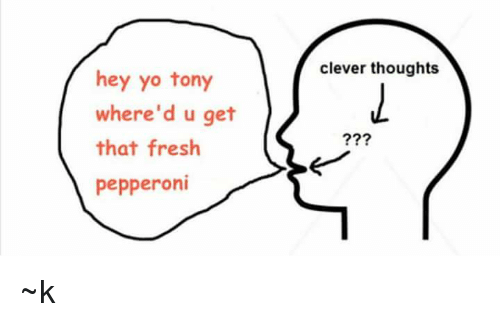 hey yo tony
where'd u get
that fresh
pepperoni
clever thoughts
???
~k